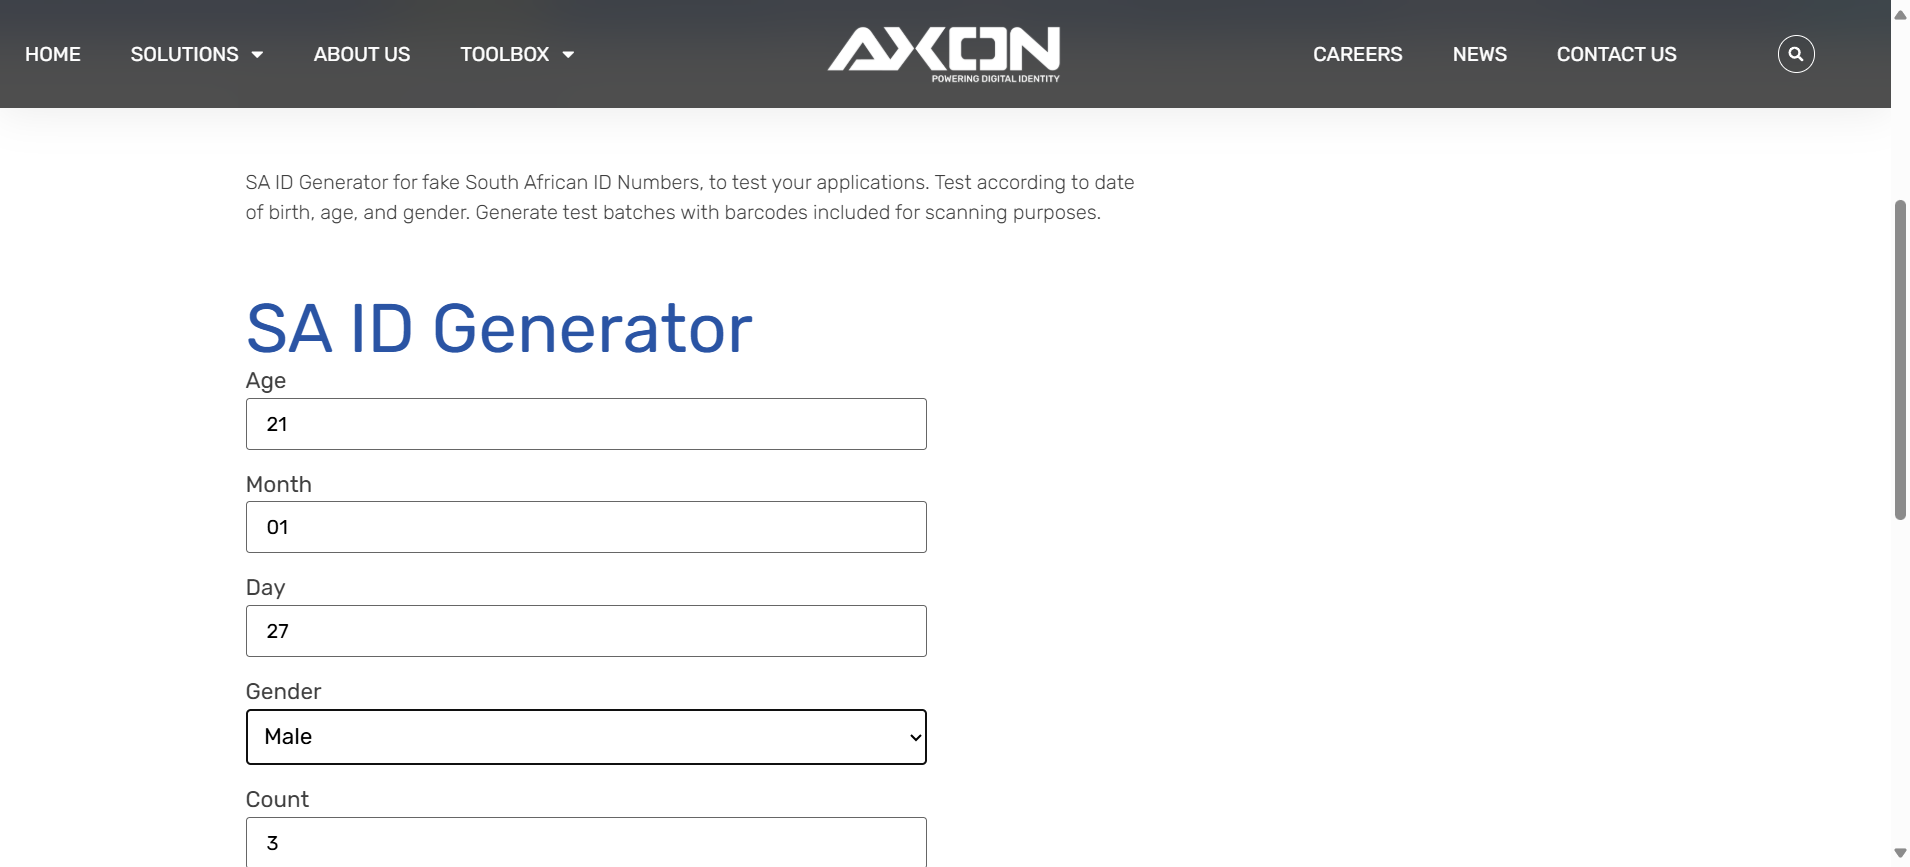 HOME
SOLUTIONS
ABOUT US
TOOLBOX
AXON
POWERING DIGITAL IDENTITY
CAREERS
NEWS
CONTACT US
SA ID Generator for fake South African ID Numbers, to test your applications. Test according to date
of birth, age, and gender. Generate test batches with barcodes included for scanning purposes.
SA ID Generator
Age
21
Month
01
Day
27
Gender
Male
Count
3